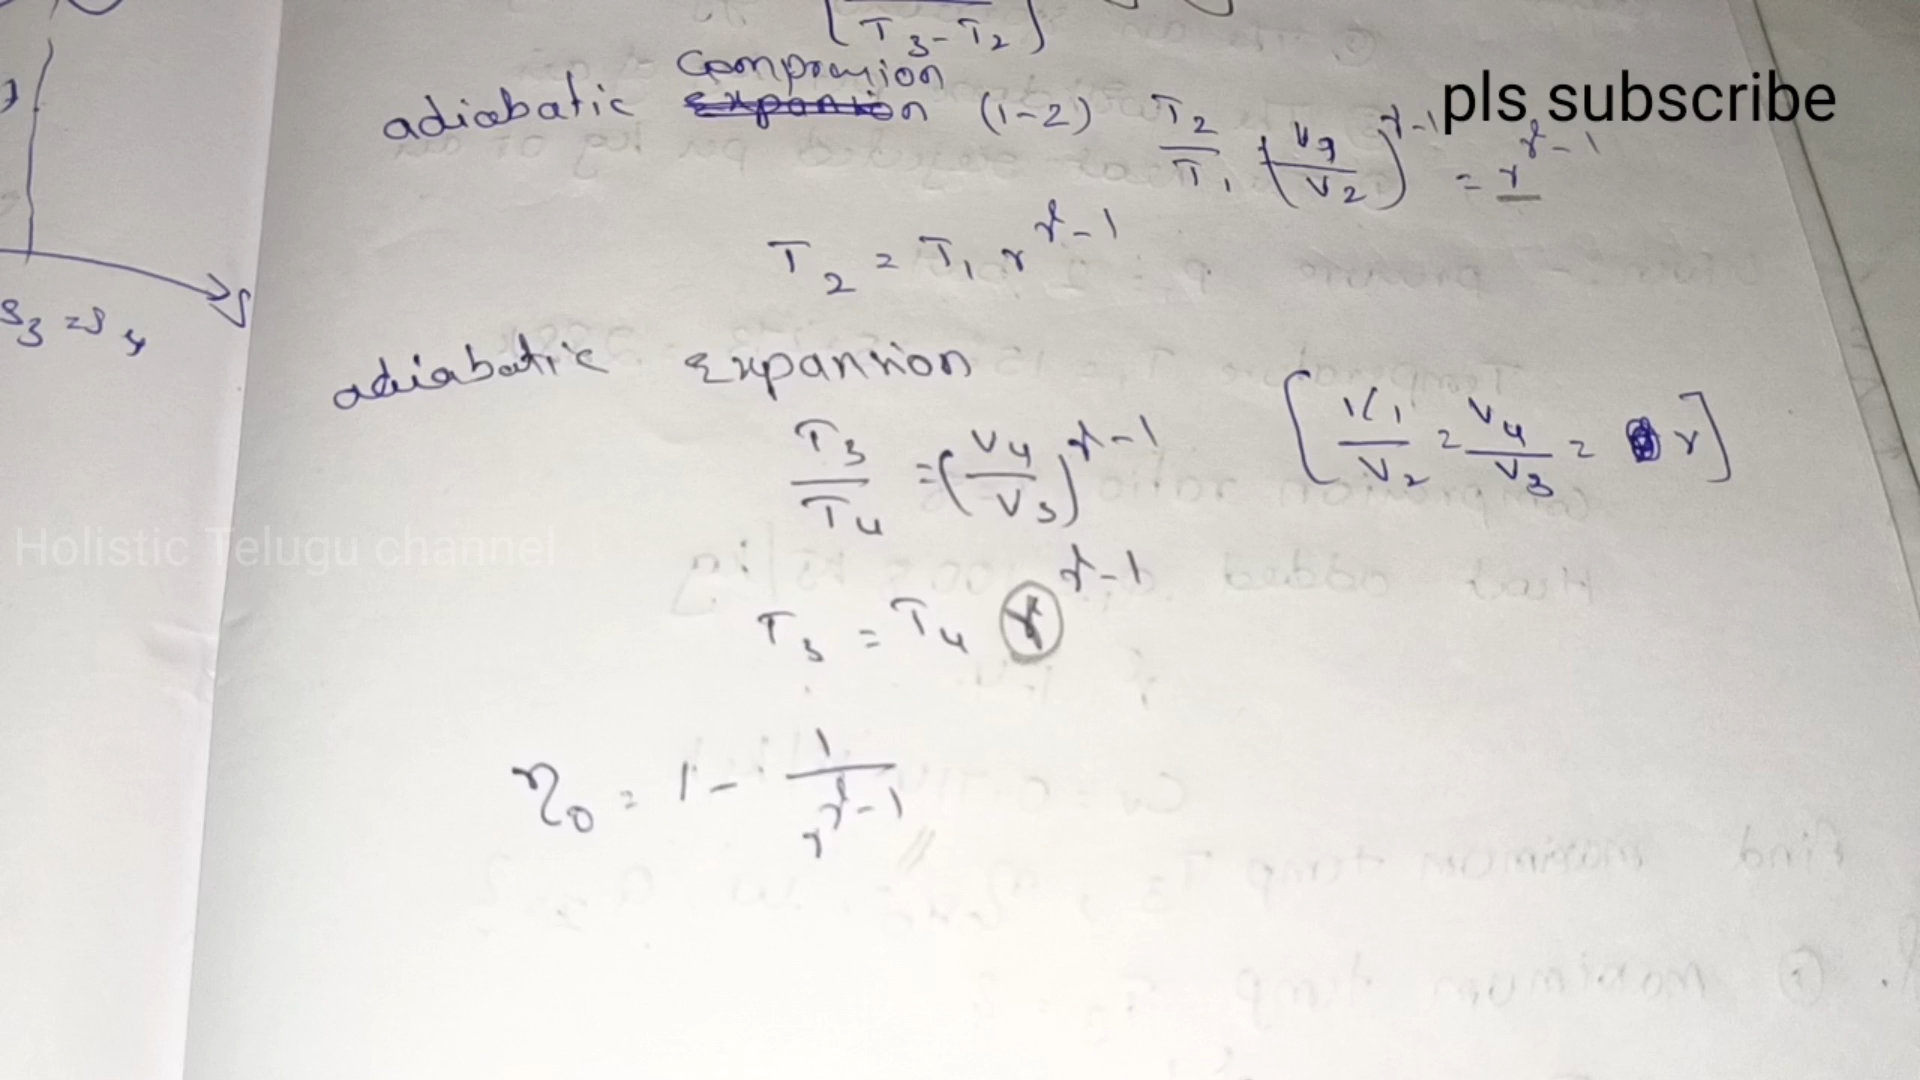 [T3-T2]
compression
adiabatic expansion (1-2) T2/T1 (V1/V2)^γ-1 = r^γ-1
pls subscribe
T2 = T1 r^γ-1
S3 = S4
adiabatic Expansion
T3/T4 = (V4/V3)^γ-1 [V1/V2 = V4/V3 = r]
Holistic Telugu channel
T3 = T4 r^γ-1
η0 = 1 - 1/r^γ-1